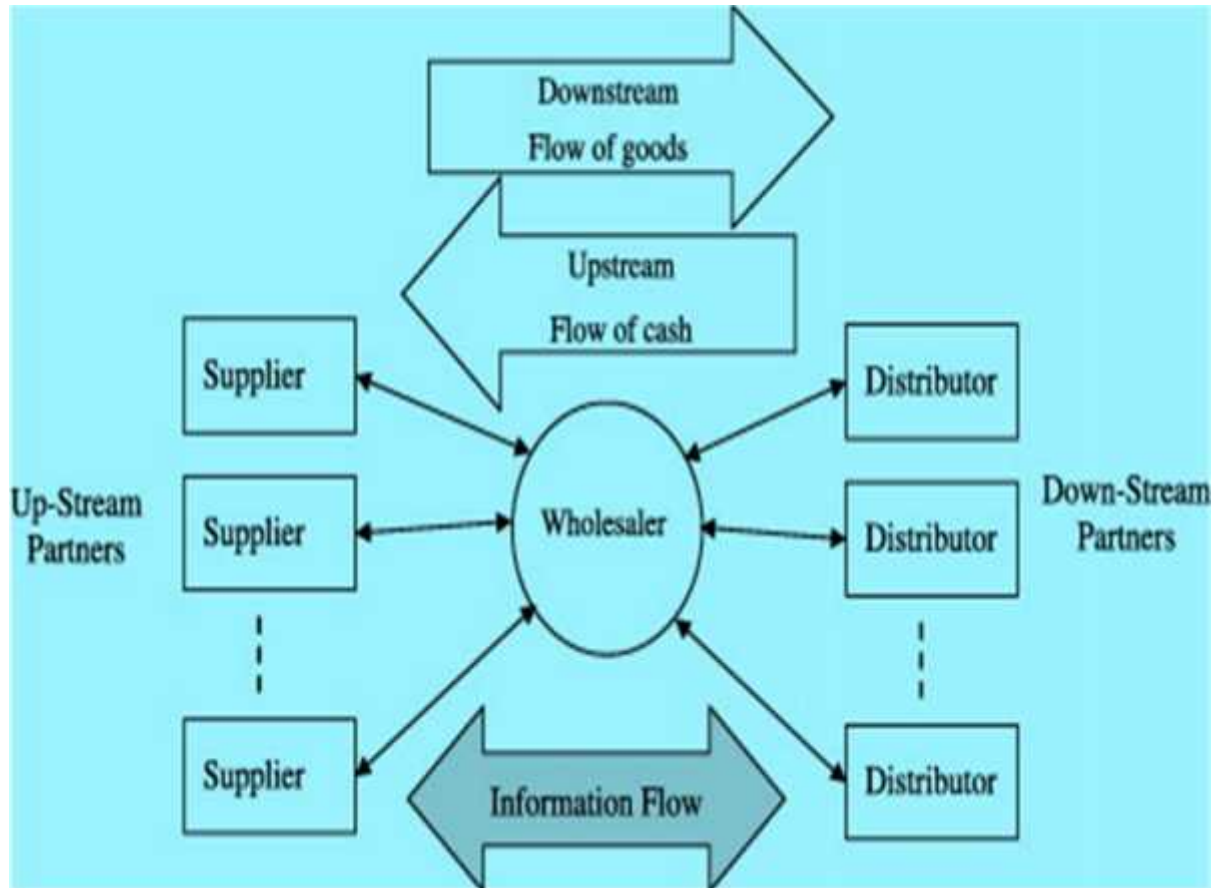 Downstream
Flow of goods
Upstream
Flow of cash
Up-Stream
Partners
Supplier
Supplier
Supplier
Wholesaler
Information Flow
Distributor
Distributor
Distributor
Down-Stream
Partners